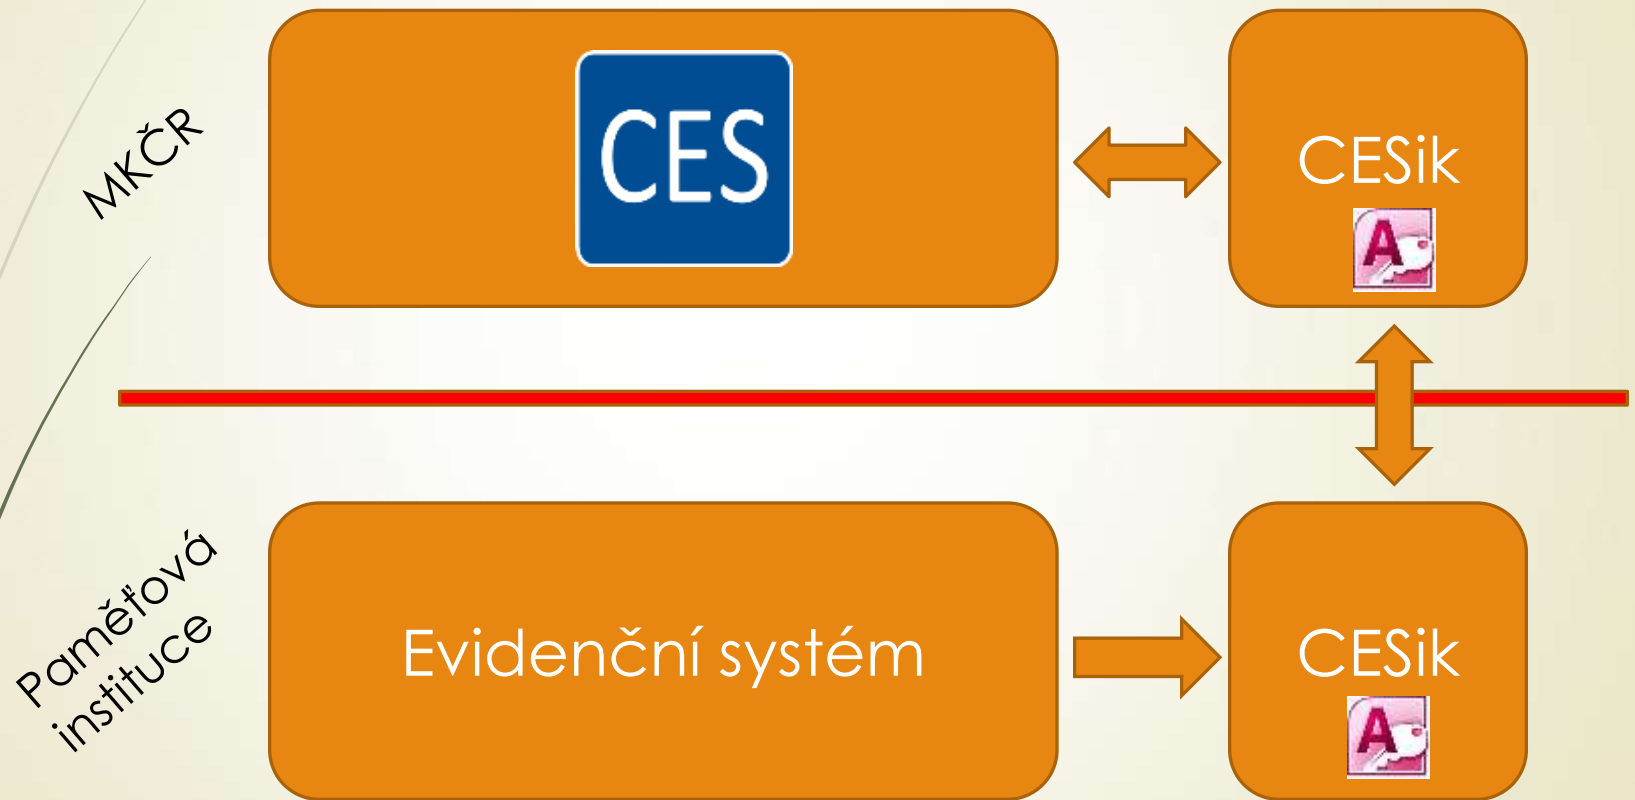 MKČR
CES
CESik
A
Paměťová
instituce
Evidenční systém
CESik
A